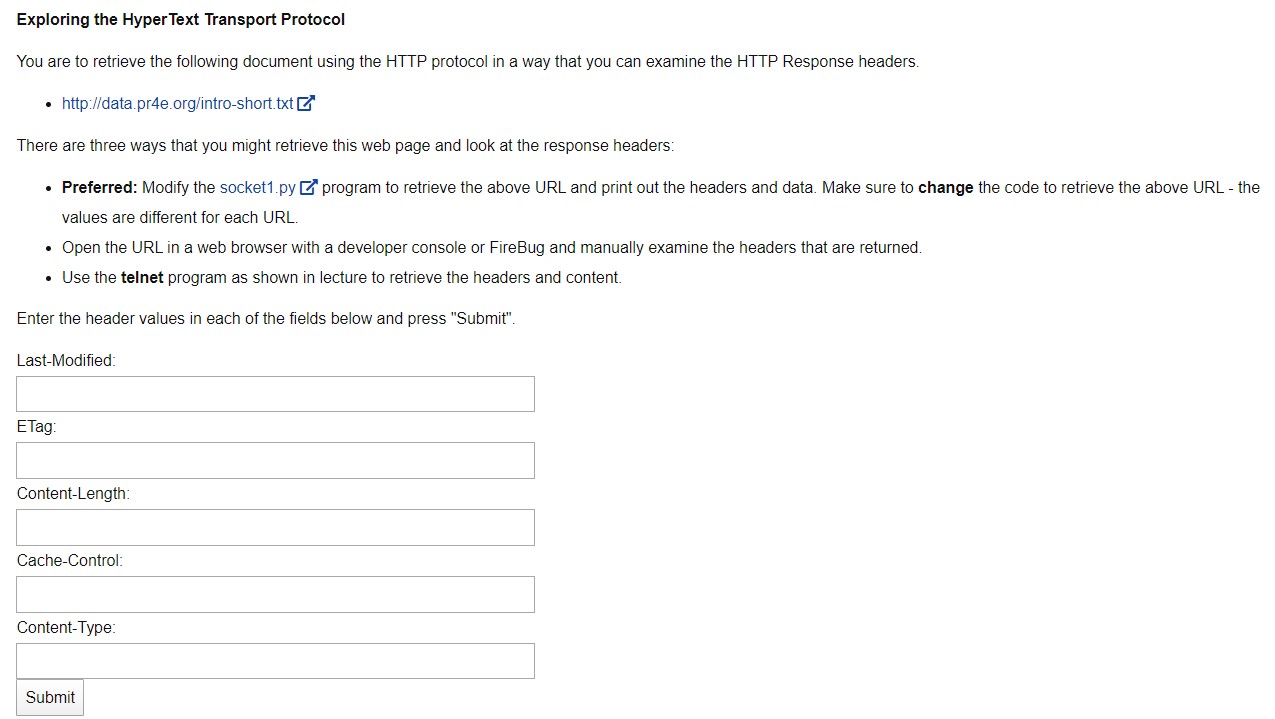 Exploring the HyperText Transport Protocol
You are to retrieve the following document using the HTTP protocol in a way that you can examine the HTTP Response headers.
• http://data.pr4e.org/intro-short.txt
There are three ways that you might retrieve this web page and look at the response headers:
• Preferred: Modify the socket1.py program to retrieve the above URL and print out the headers and data. Make sure to change the code to retrieve the above URL - the
values are different for each URL.
• Open the URL in a web browser with a developer console or FireBug and manually examine the headers that are returned.
• Use the telnet program as shown in lecture to retrieve the headers and content.
Enter the header values in each of the fields below and press "Submit".
Last-Modified:
ETag:
Content-Length:
Cache-Control:
Content-Type:
Submit